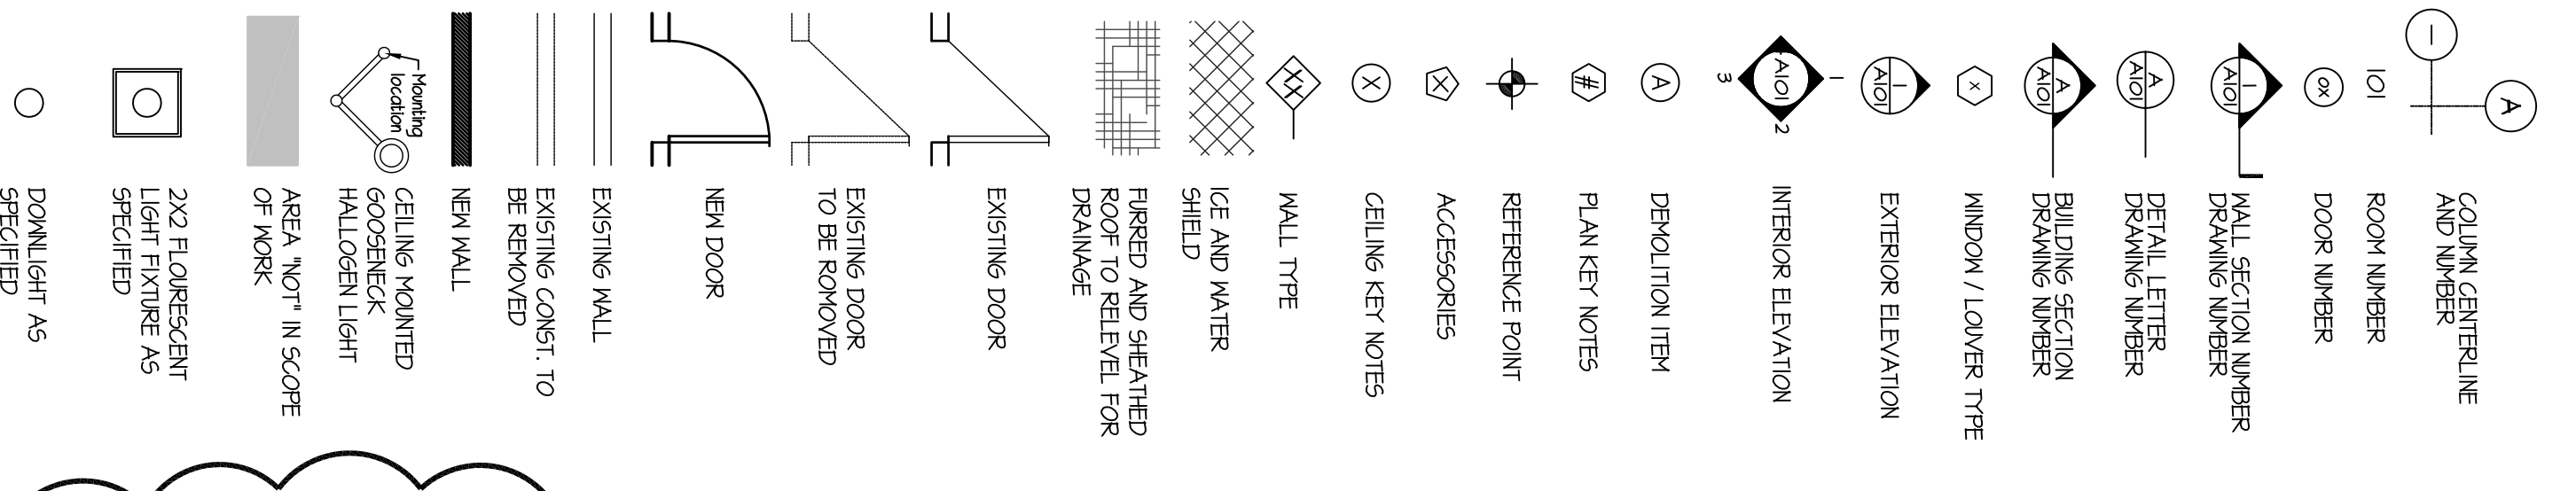 A
1
COLUMN CENTERLINE
AND NUMBER
101
ROOM NUMBER
0X
DOOR NUMBER
1
A101
WALL SECTION NUMBER
DRAWING NUMBER
A
A101
DETAIL LETTER
DRAWING NUMBER
A
A101
BUILDING SECTION
DRAWING NUMBER
X
WINDOW / LOUVER TYPE
1
A101
EXTERIOR ELEVATION
1
A101
2
3
INTERIOR ELEVATION
A
DEMOLITION ITEM
#
PLAN KEY NOTES
REFERENCE POINT
X
ACCESSORIES
X
CEILING KEY NOTES
XX
WALL TYPE
ICE AND WATER
SHIELD
FURRED AND SHEATHED
ROOF TO RELEVEL FOR
DRAINAGE
EXISTING DOOR
EXISTING DOOR
TO BE ROMOVED
NEW DOOR
EXISTING WALL
EXISTING CONST. TO
BE REMOVED
NEW WALL
Mounting
location
CEILING MOUNTED
GOOSENECK
HALLOGEN LIGHT
AREA "NOT" IN SCOPE
OF WORK
2X2 FLOURESCENT
LIGHT FIXTURE AS
SPECIFIED
DOWNLIGHT AS
SPECIFIED